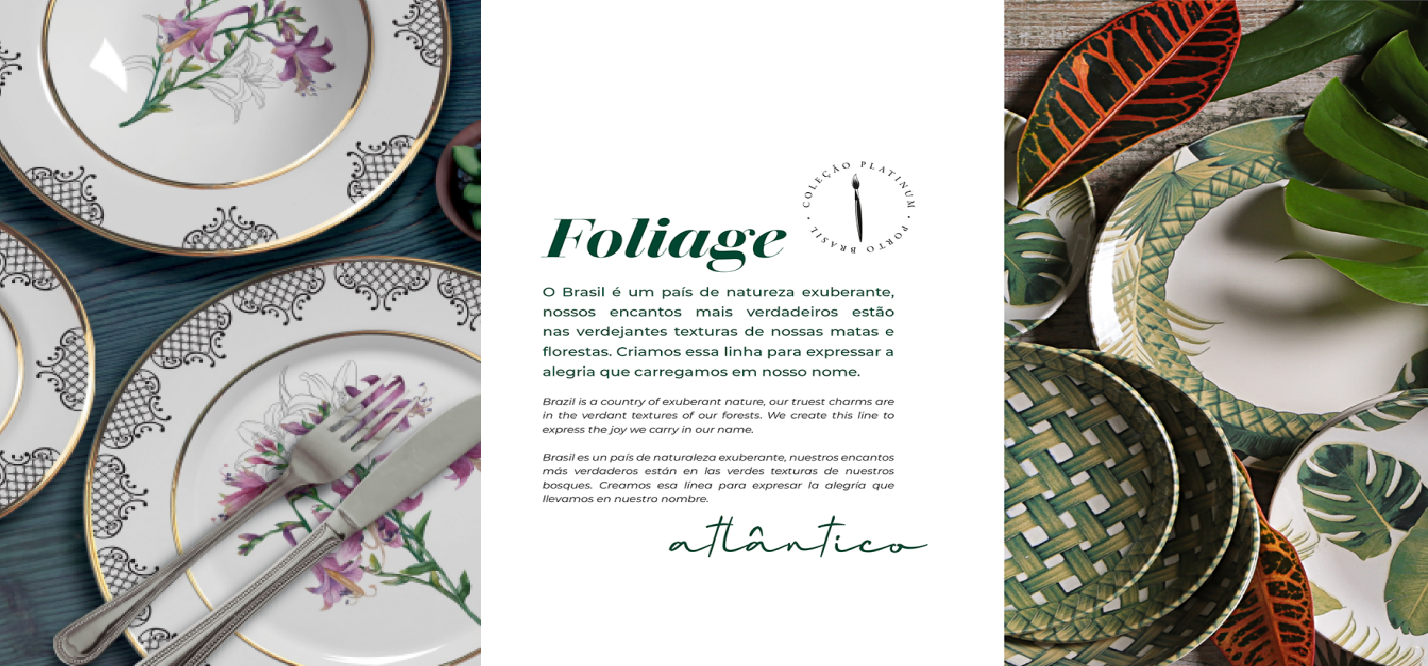 COLEÇÃO PLATINUM • PORTO BRASIL •
Foliage
O Brasil é um país de natureza exuberante,
nossos encantos mais verdadeiros estão
nas verdejantes texturas de nossas matas e
florestas. Criamos essa linha para expressar a
alegria que carregamos em nosso nome.
Brazil is a country of exuberant nature, our truest charms are
in the verdant textures of our forests. We create this line to
express the joy we carry in our name.
Brasil es un país de naturaleza exuberante, nuestros encantos
más verdaderos están en las verdes texturas de nuestros
bosques. Creamos esa línea para expresar la alegría que
llevamos en nuestro nombre.
atlântico